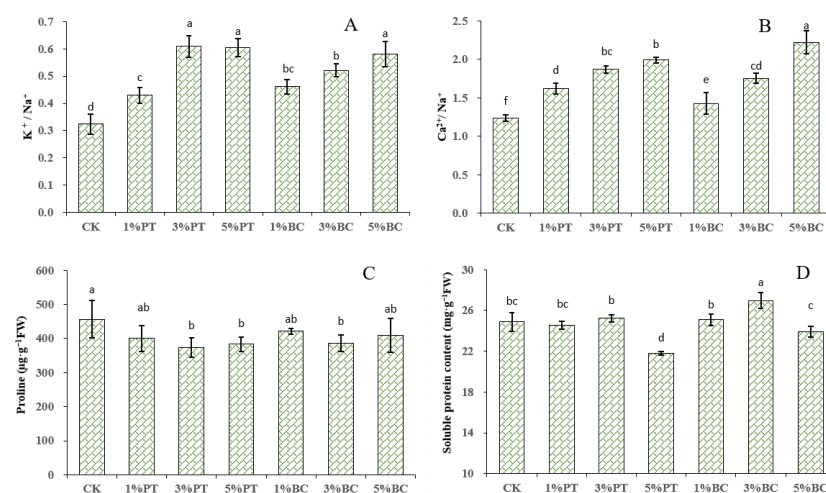 A
K⁺ / Na⁺
0.7
0.6
0.5
0.4
0.3
0.2
0.1
0.0
d
c
a
a
bc
b
a
CK 1%PT 3%PT 5%PT 1%BC 3%BC 5%BC
B
Ca²⁺/ Na⁺
2.5
2.0
1.5
1.0
0.5
0.0
f
d
bc
b
e
cd
a
CK 1%PT 3%PT 5%PT 1%BC 3%BC 5%BC
C
Proline (μg·g⁻¹FW)
600
500
400
300
200
100
0
a
ab
b
b
ab
b
ab
CK 1%PT 3%PT 5%PT 1%BC 3%BC 5%BC
D
Soluble protein content (mg·g⁻¹FW)
30
26
22
18
14
10
bc
bc
b
d
b
a
c
CK 1%PT 3%PT 5%PT 1%BC 3%BC 5%BC